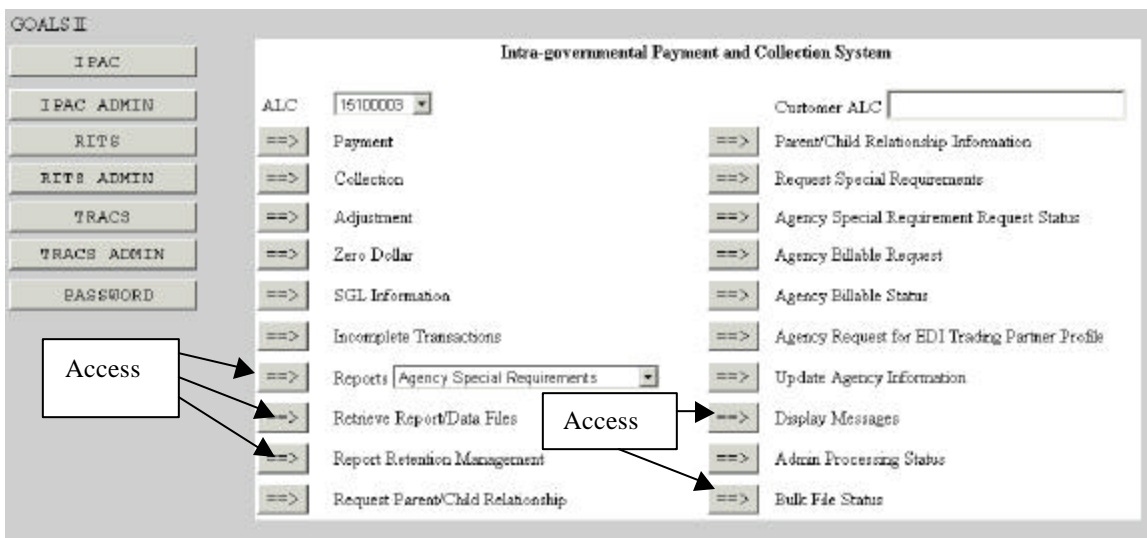 GOALS II
IPAC
IPAC ADMIN
RITS
RITS ADMIN
TRACS
TRACS ADMIN
PASSWORD
Intra-governmental Payment and Collection System
ALC 15100003 Customer ALC
==> Payment ==> Parent/Child Relationship Information
==> Collection ==> Request Special Requirements
==> Adjustment ==> Agency Special Requirement Request Status
==> Zero Dollar ==> Agency Billable Request
==> SGL Information ==> Agency Billable Status
==> Incomplete Transactions ==> Agency Request for EDI Trading Partner Profile
Access ==> Reports Agency Special Requirements ==> Update Agency Information
==> Retrieve Report/Data Files Access ==> Display Messages
==> Report Retention Management ==> Admin Processing Status
==> Request Parent/Child Relationship ==> Bulk File Status